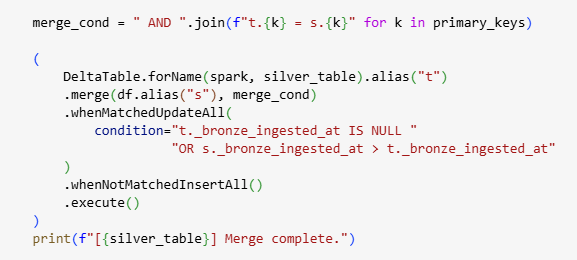 merge_cond = " AND ".join(f"t.{k} = s.{k}" for k in primary_keys)
(
DeltaTable.forName(spark, silver_table).alias("t")
.merge(df.alias("s"), merge_cond)
.whenMatchedUpdateAll(
condition="t._bronze_ingested_at IS NULL "
"OR s._bronze_ingested_at > t._bronze_ingested_at"
)
.whenNotMatchedInsertAll()
.execute()
)
print(f"[{silver_table}] Merge complete.")